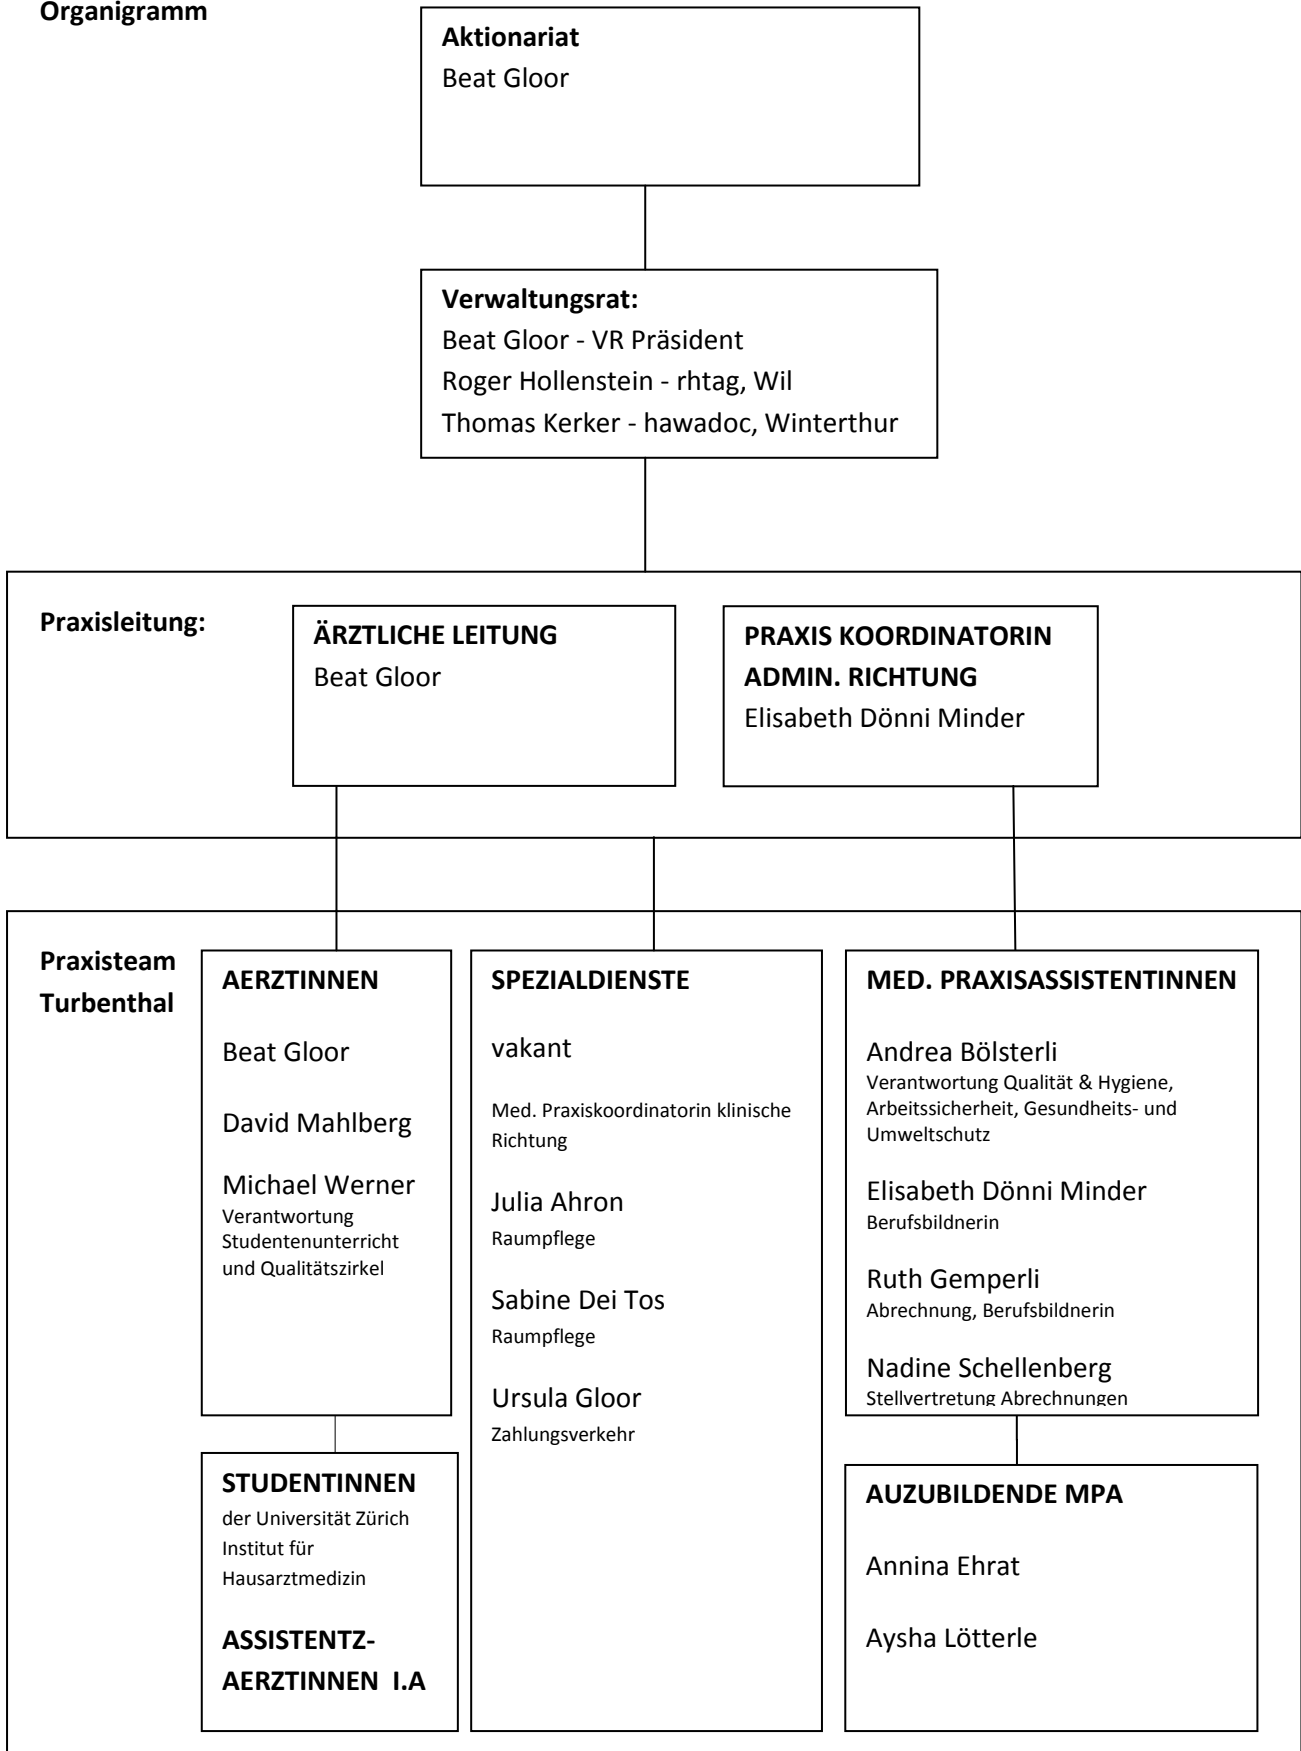 Organigramm
Aktionariat
Beat Gloor
Verwaltungsrat:
Beat Gloor - VR Präsident
Roger Hollenstein - rhtag, Wil
Thomas Kerker - hawadoc, Winterthur
Praxisleitung:
ÄRZTLICHE LEITUNG
Beat Gloor
PRAXIS KOORDINATORIN
ADMIN. RICHTUNG
Elisabeth Dönni Minder
Praxisteam
Turbenthal
AERZTINNEN
Beat Gloor
David Mahlberg
Michael Werner
Verantwortung
Studentenunterricht
und Qualitätszirkel
STUDENTINNEN
der Universität Zürich
Institut für
Hausarztmedizin
ASSISTENTZ-
AERZTINNEN I.A
SPEZIALDIENSTE
vakant
Med. Praxiskoordinatorin klinische
Richtung
Julia Ahron
Raumpflege
Sabine Dei Tos
Raumpflege
Ursula Gloor
Zahlungsverkehr
MED. PRAXISASSISTENTINNEN
Andrea Bölsterli
Verantwortung Qualität & Hygiene,
Arbeitssicherheit, Gesundheits- und
Umweltschutz
Elisabeth Dönni Minder
Berufsbildnerin
Ruth Gemperli
Abrechnung, Berufsbildnerin
Nadine Schellenberg
Stellvertretung Abrechnungen
AUZUBILDENDE MPA
Annina Ehrat
Aysha Lötterle